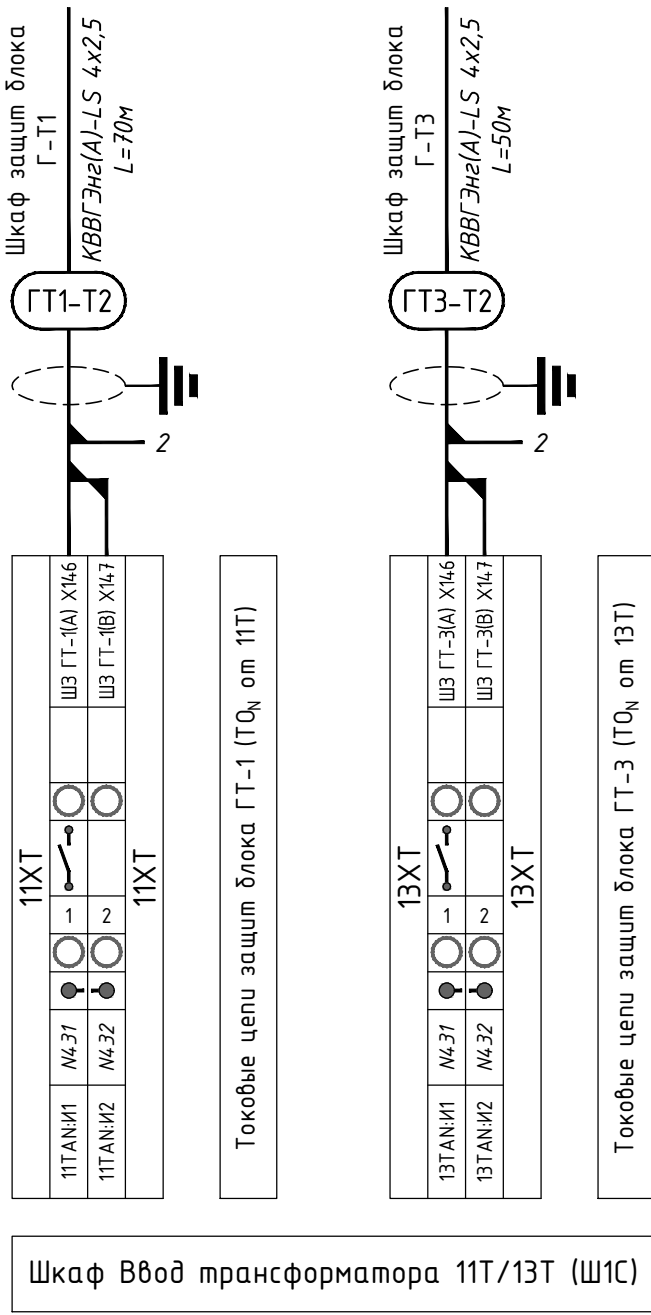 Шкаф защит блока
Г-Т1
КВВГЭнг(А)-LS 4х2,5
L=70м
ГТ1-Т2
2
11ХТ
11TAN:И1 N431 1 ШЗ ГТ-1(А) Х146
11TAN:И2 N432 2 ШЗ ГТ-1(В) Х147
11ХТ
Токовые цепи защит блока ГТ-1 (ТОN от 11Т)
Шкаф защит блока
Г-Т3
КВВГЭнг(А)-LS 4х2,5
L=50м
ГТ3-Т2
2
13ХТ
13TAN:И1 N431 1 ШЗ ГТ-3(А) Х146
13TAN:И2 N432 2 ШЗ ГТ-3(В) Х147
13ХТ
Токовые цепи защит блока ГТ-3 (ТОN от 13Т)
Шкаф Ввод трансформатора 11Т/13Т (Ш1С)